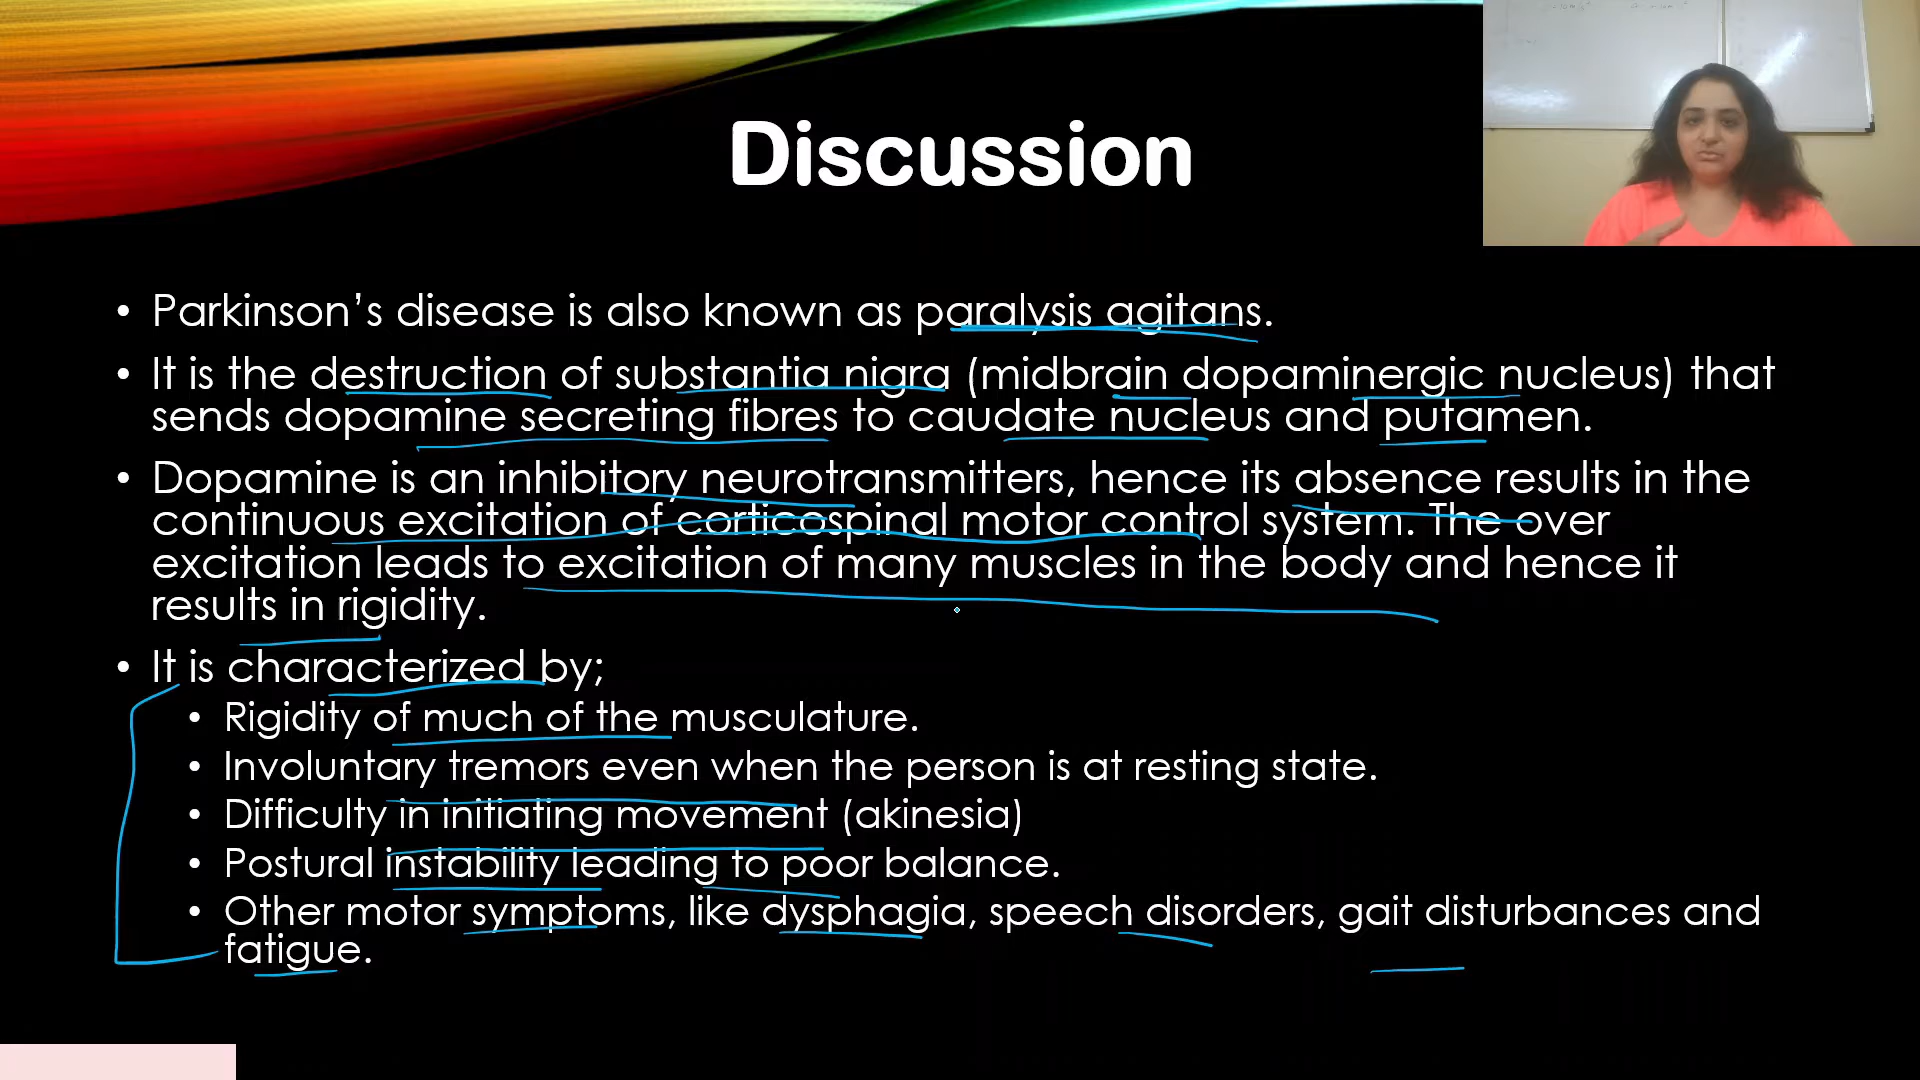 Discussion
• Parkinson’s disease is also known as paralysis agitans.
• It is the destruction of substantia nigra (midbrain dopaminergic nucleus) that
sends dopamine secreting fibres to caudate nucleus and putamen.
• Dopamine is an inhibitory neurotransmitters, hence its absence results in the
continuous excitation of corticospinal motor control system. The over
excitation leads to excitation of many muscles in the body and hence it
results in rigidity.
• It is characterized by;
• Rigidity of much of the musculature.
• Involuntary tremors even when the person is at resting state.
• Difficulty in initiating movement (akinesia)
• Postural instability leading to poor balance.
• Other motor symptoms, like dysphagia, speech disorders, gait disturbances and
fatigue.